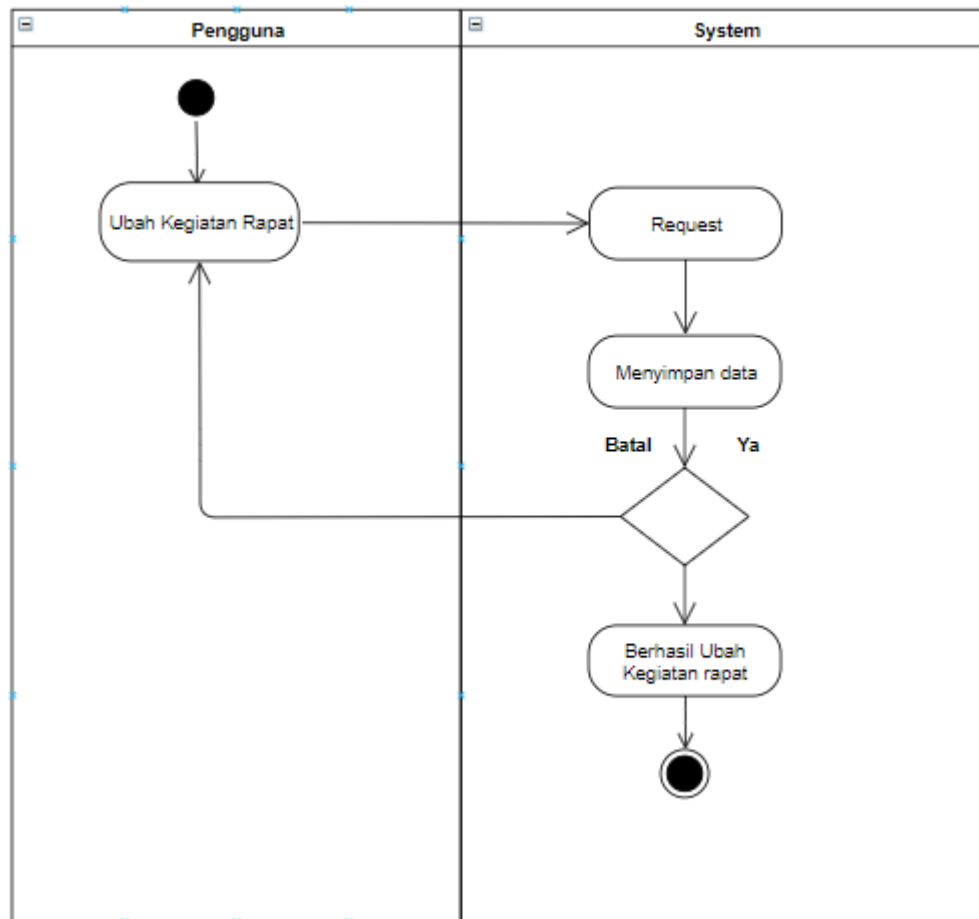 Pengguna
System
Ubah Kegiatan Rapat
Request
Menyimpan data
Batal
Ya
Berhasil Ubah
Kegiatan rapat